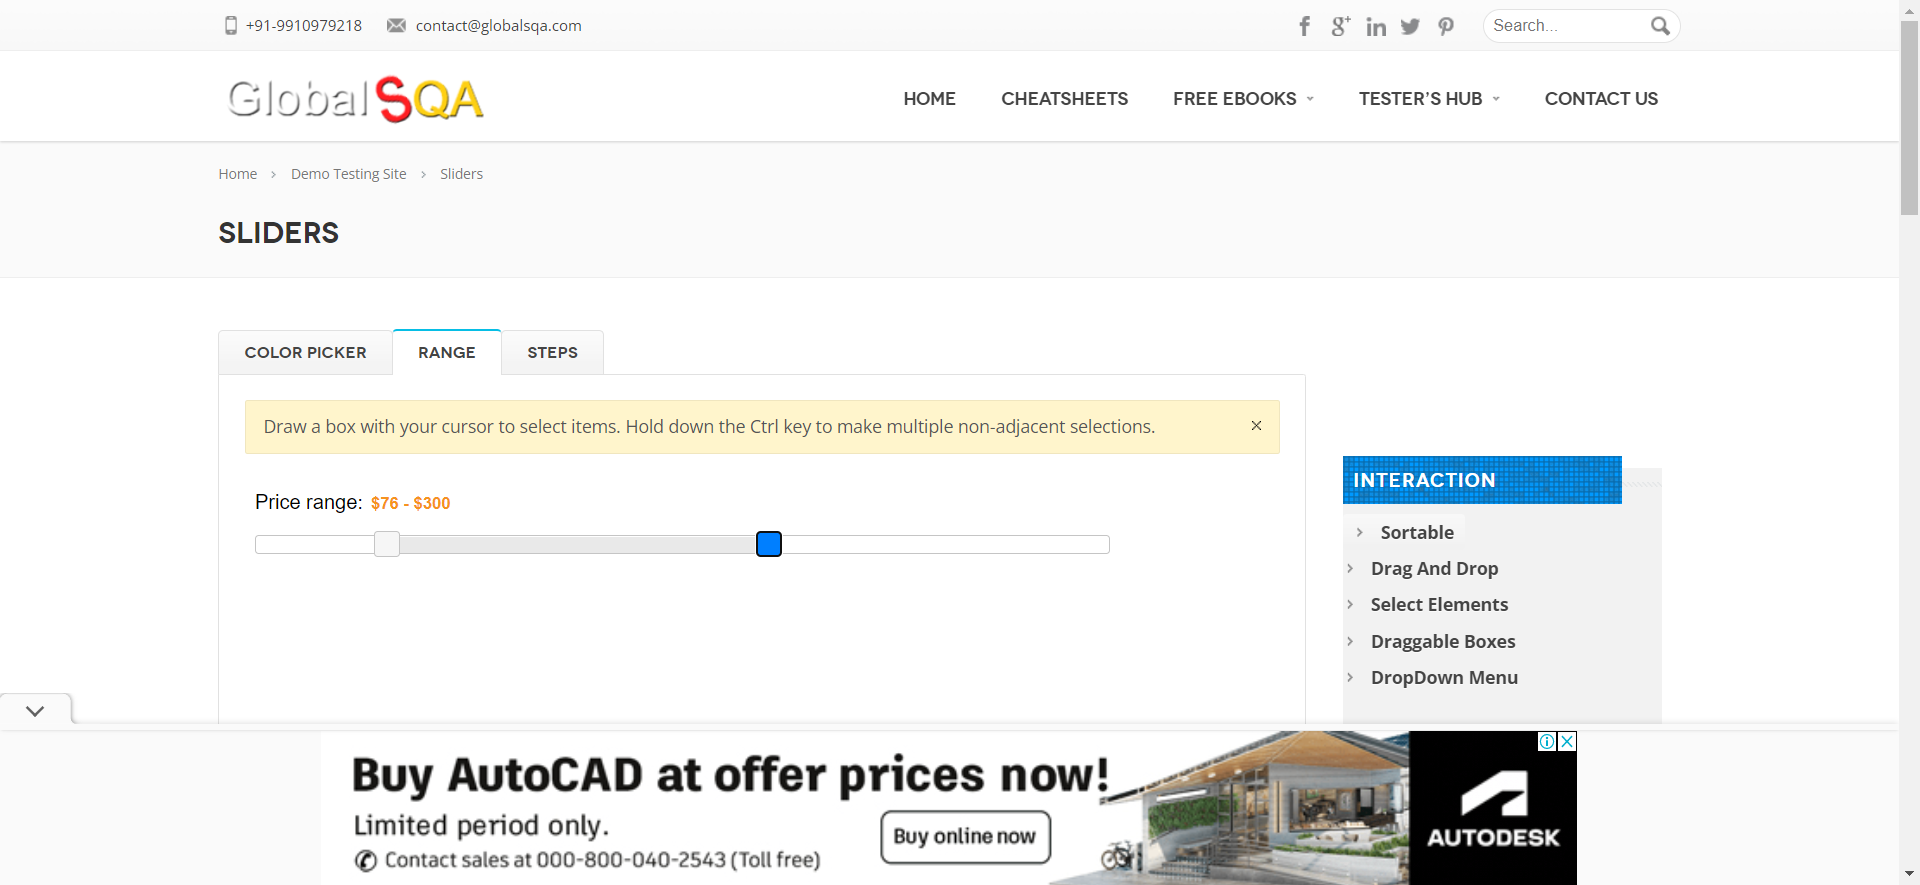 +91-9910979218 contact@globalsqa.com Search...
GlobalSQA
HOME CHEATSHEETS FREE EBOOKS TESTER'S HUB CONTACT US
Home › Demo Testing Site › Sliders
SLIDERS
COLOR PICKER RANGE STEPS
Draw a box with your cursor to select items. Hold down the Ctrl key to make multiple non-adjacent selections. ×
Price range: $76 - $300
INTERACTION
Sortable
Drag And Drop
Select Elements
Draggable Boxes
DropDown Menu
Buy AutoCAD at offer prices now!
Limited period only.
Contact sales at 000-800-040-2543 (Toll free)
Buy online now
AUTODESK